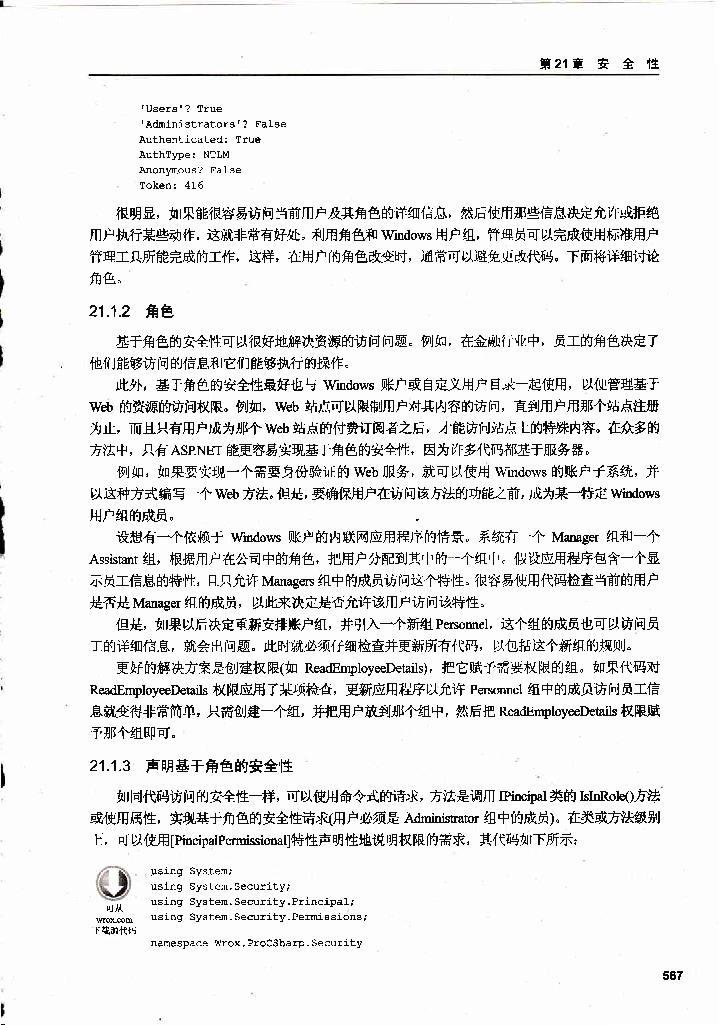 第21章 安 全 性
'Users'? True
'Administrators'? False
Authenticated: True
AuthType: NTLM
Anonymous? False
Token: 416
很明显，如果能很容易访问当前用户及其角色的详细信息，然后使用那些信息决定允许或拒绝
用户执行某些动作，这就非常有好处。利用角色和 Windows 用户组，管理员可以完成使用标准用户
管理工具所能完成的工作，这样，在用户的角色改变时，通常可以避免更改代码。下面将详细讨论
角色。
21.1.2 角色
基于角色的安全性可以很好地解决资源的访问问题。例如，在金融行业中，员工的角色决定了
他们能够访问的信息和它们能够执行的操作。
此外，基于角色的安全性最好也与 Windows 账户或自定义用户目录一起使用，以便管理基于
Web 的资源的访问权限。例如，Web 站点可以限制用户对其内容的访问，直到用户用那个站点注册
为止，而且只有用户成为那个 Web 站点的付费订阅者之后，才能访问站点上的特殊内容。在众多的
方法中，只有 ASP.NET 能更容易实现基于角色的安全性，因为许多代码都基于服务器。
例如，如果要实现一个需要身份验证的 Web 服务，就可以使用 Windows 的账户子系统，并
以这种方式编写一个 Web 方法。但是，要确保用户在访问该方法的功能之前，成为某一特定 Windows
用户组的成员。
设想有一个依赖于 Windows 账户的内联网应用程序的情景。系统有一个 Manager 组和一个
Assistant 组，根据用户在公司中的角色，把用户分配到其中的一个组中。假设应用程序包含一个显
示员工信息的特性，且只允许 Managers 组中的成员访问这个特性。很容易使用代码检查当前的用户
是否是 Manager 组的成员，以此来决定是否允许该用户访问该特性。
但是，如果以后决定重新安排账户组，并引入一个新组 Personnel，这个组的成员也可以访问员
工的详细信息，就会出问题。此时就必须仔细检查并更新所有代码，以包括这个新组的规则。
更好的解决方案是创建权限(如 ReadEmployeeDetails)，把它赋予需要权限的组。如果代码对
ReadEmployeeDetails 权限应用了某项检查，更新应用程序以允许 Personnel 组中的成员访问员工信
息就变得非常简单，只需创建一个组，并把用户放到那个组中，然后把 ReadEmployeeDetails 权限赋
予那个组即可。
21.1.3 声明基于角色的安全性
如同代码访问的安全性一样，可以使用命令式的请求，方法是调用 IPincipal 类的 IsInRole()方法
或使用属性，实现基于角色的安全性请求(用户必须是 Administrator 组中的成员)。在类或方法级别
上，可以使用[PincipalPermissional]特性声明性地说明权限的需求，其代码如下所示：
可从
wrox.com
下载源代码
using System;
using System.Security;
using System.Security.Principal;
using System.Security.Permissions;
namespace Wrox.ProCSharp.Security
567